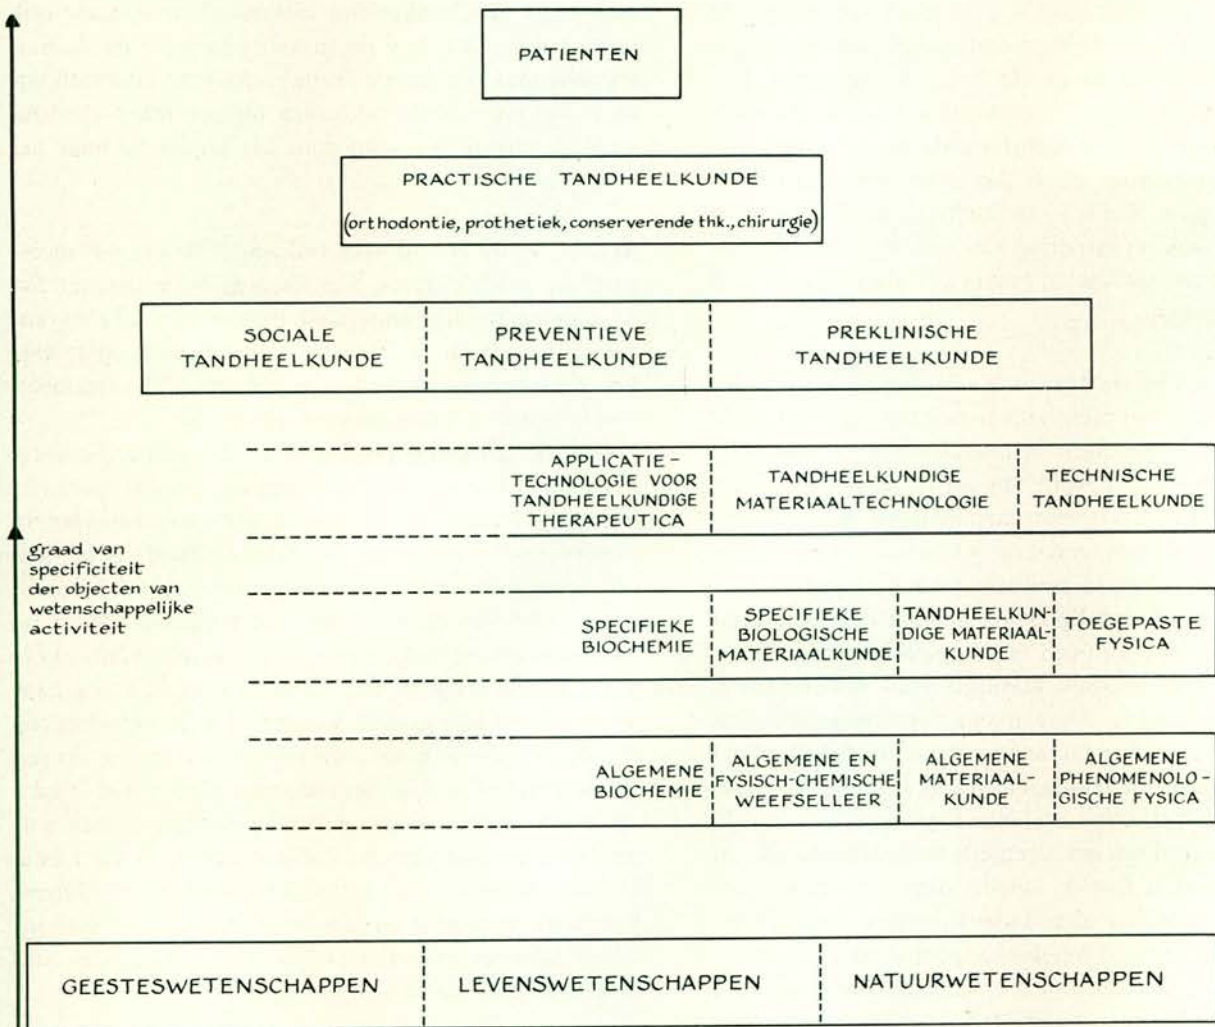 PATIENTEN
PRACTISCHE TANDHEELKUNDE
(orthodontie, prothetiek, conserverende thk., chirurgie)
SOCIALE
TANDHEELKUNDE
PREVENTIEVE
TANDHEELKUNDE
PREKLINISCHE
TANDHEELKUNDE
APPLICATIE-
TECHNOLOGIE VOOR
TANDHEELKUNDIGE
THERAPEUTICA
TANDHEELKUNDIGE
MATERIAALTECHNOLOGIE
TECHNISCHE
TANDHEELKUNDE
graad van
specificiteit
der objecten van
wetenschappelijke
activiteit
SPECIFIEKE
BIOCHEMIE
SPECIFIEKE
BIOLOGISCHE
MATERIAALKUNDE
TANDHEELKUN-
DIGE MATERIAAL-
KUNDE
TOEGEPASTE
FYSICA
ALGEMENE
BIOCHEMIE
ALGEMENE EN
FYSISCH-CHEMISCHE
WEEFSELLEER
ALGEMENE
MATERIAAL-
KUNDE
ALGEMENE
PHENOMENOLO-
GISCHE FYSICA
GEESTESWETENSCHAPPEN
LEVENSWETENSCHAPPEN
NATUURWETENSCHAPPEN